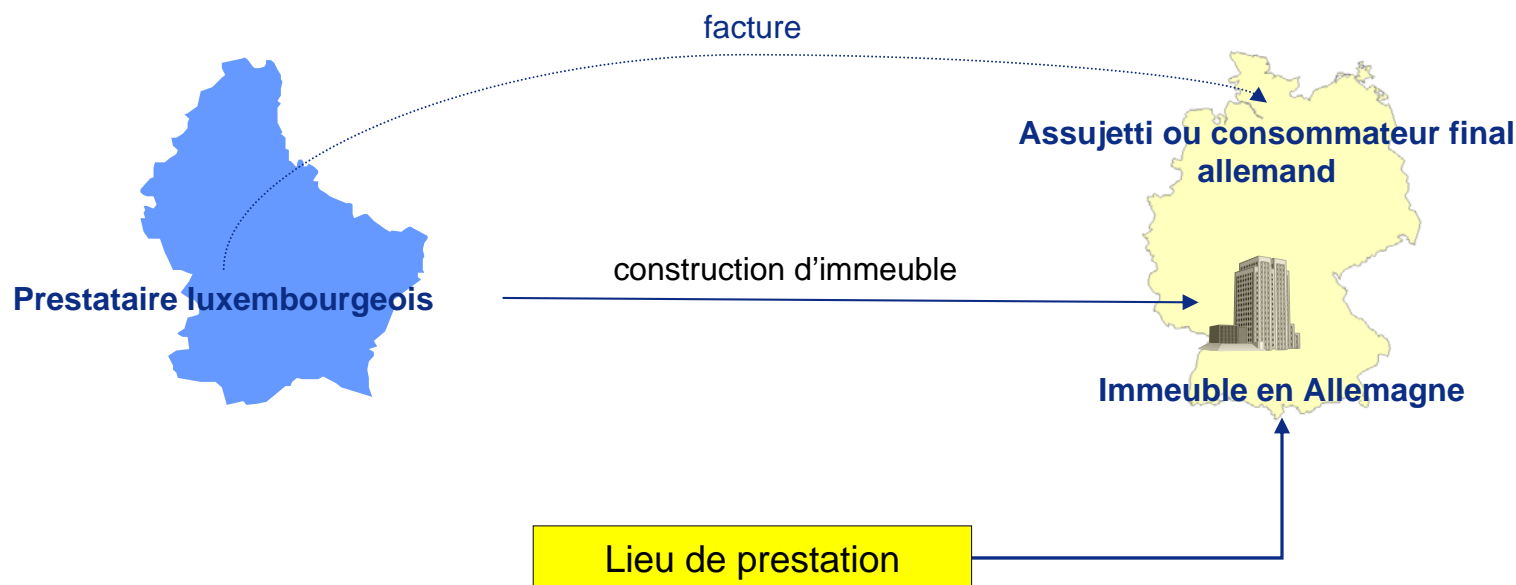 facture
Assujetti ou consommateur final
allemand
construction d’immeuble
Prestataire luxembourgeois
Immeuble en Allemagne
Lieu de prestation